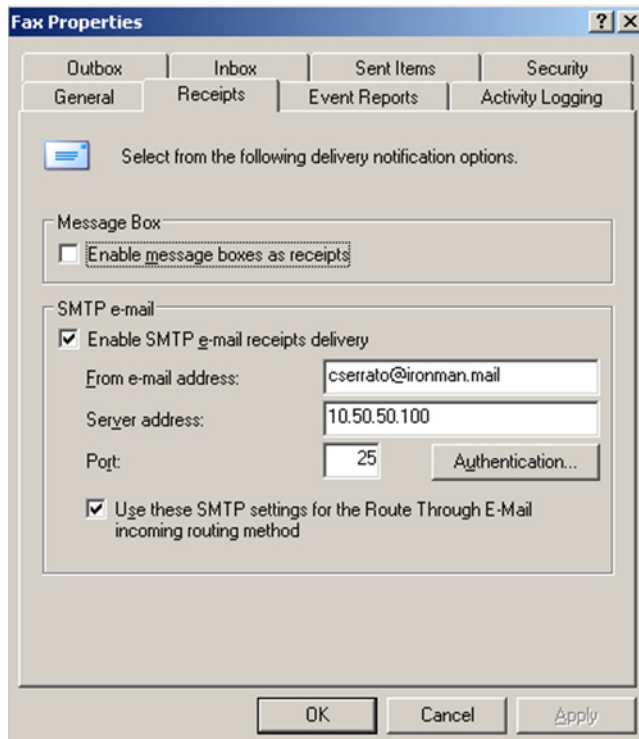 Fax Properties
Outbox Inbox Sent Items Security
General Receipts Event Reports Activity Logging
Select from the following delivery notification options.
Message Box
Enable message boxes as receipts
SMTP e-mail
Enable SMTP e-mail receipts delivery
From e-mail address: cserrato@ironman.mail
Server address: 10.50.50.100
Port: 25 Authentication...
Use these SMTP settings for the Route Through E-Mail
incoming routing method
OK Cancel Apply